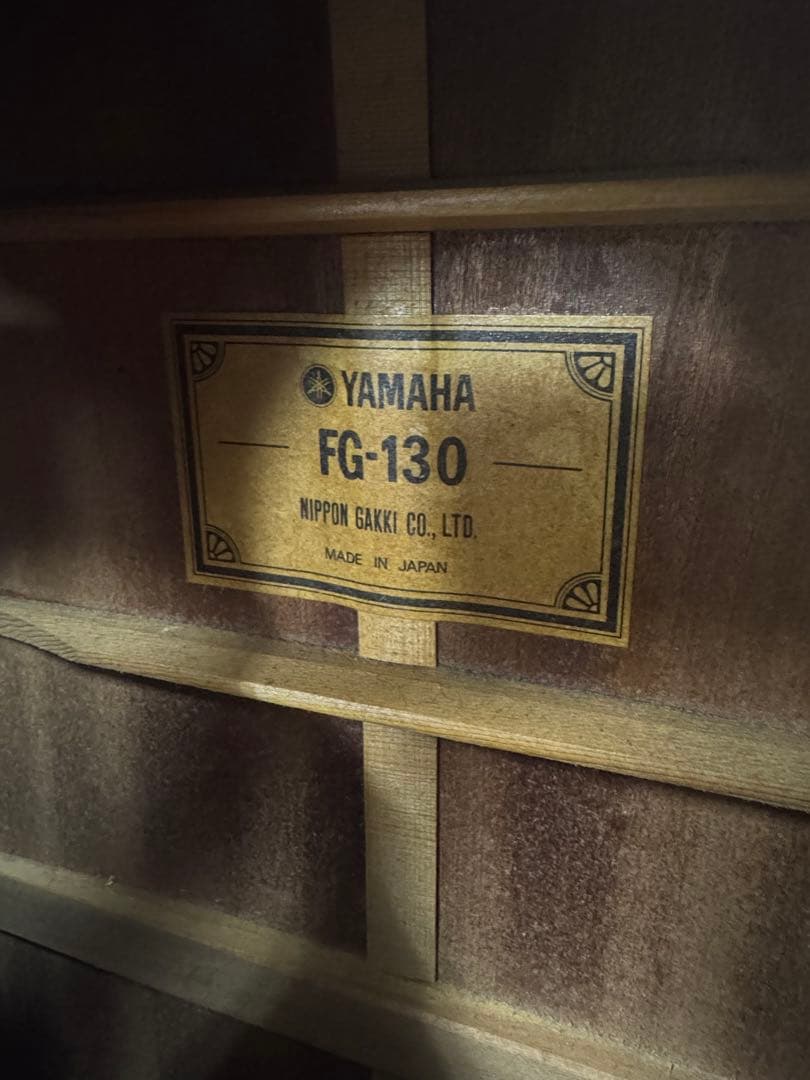 YAMAHA
FG-130
NIPPON GAKKI CO., LTD.
MADE IN JAPAN